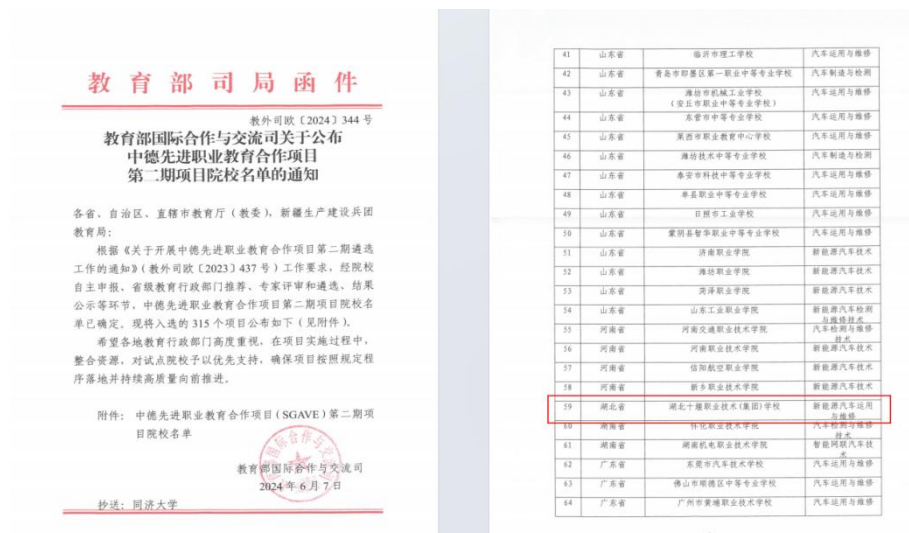 教育部司局函件
教外司欧〔2024〕344号
教育部国际合作与交流司关于公布
中德先进职业教育合作项目
第二期项目院校名单的通知
各省、自治区、直辖市教育厅（教委），新疆生产建设兵团
教育局：
根据《关于开展中德先进职业教育合作项目第二期遴选
工作的通知》（教外司欧〔2023〕437号）工作要求，经院校
自主申报、省级教育行政部门推荐、专家评审和遴选、结果
公示等环节，中德先进职业教育合作项目第二期项目院校名
单已确定。现将入选的315个项目公布如下（见附件）。
希望各地教育行政部门高度重视，在项目实施过程中，
整合资源，对试点院校予以优先支持，确保项目按照规定程
序落地并持续高质量向前推进。
附件：中德先进职业教育合作项目（SGAVE）第二期项
目院校名单
教育部国际合作与交流司
2024年6月7日
抄送：同济大学
41 山东省 临沂市理工学校 汽车运用与维修
42 山东省 青岛市即墨区第一职业中等专业学校 汽车制造与检测
43 山东省 潍坊市机械工业学校 汽车运用与维修
（安丘市职业中等专业学校）
44 山东省 东营市中等专业学校 汽车运用与维修
45 山东省 莱西市职业教育中心学校 汽车运用与维修
46 山东省 潍坊技术中等专业学校 汽车制造与检测
47 山东省 泰安市科技中等专业学校 汽车运用与维修
48 山东省 单县职业中等专业学校 汽车运用与维修
49 山东省 日照市工业学校 汽车运用与维修
50 山东省 蒙阴县智华职业中等专业学校 汽车运用与维修
51 山东省 济南职业学院 新能源汽车技术
52 山东省 潍坊职业学院 新能源汽车技术
53 山东省 菏泽职业学院 新能源汽车技术
54 山东省 山东工业职业学院 新能源汽车检测
与维修技术
55 河南省 河南交通职业技术学院 汽车检测与维修
技术
56 河南省 河南职业技术学院 新能源汽车技术
57 河南省 信阳航空职业学院 新能源汽车技术
58 河南省 新乡职业技术学院 新能源汽车技术
59 湖北省 湖北十堰职业技术(集团)学校 新能源汽车运用
与维修
60 湖南省 怀化职业技术学院 汽车检测与维修
技术
61 湖南省 湖南机电职业技术学院 智能网联汽车技
术
62 广东省 东莞市汽车技术学校 汽车运用与维修
63 广东省 佛山市顺德区中等专业学校 汽车运用与维修
64 广东省 广州市黄埔职业技术学校 汽车运用与维修